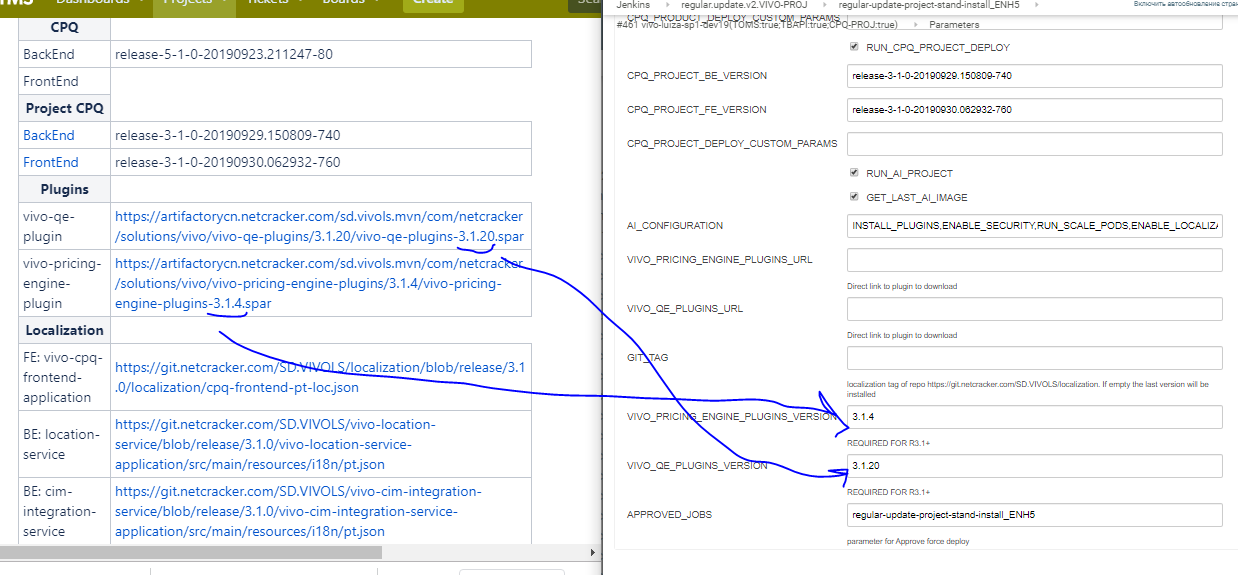 TMS Dashboards Projects Tickets Boards Create
CPQ
BackEnd release-5-1-0-20190923.211247-80
FrontEnd
Project CPQ
BackEnd release-3-1-0-20190929.150809-740
FrontEnd release-3-1-0-20190930.062932-760
Plugins
vivo-qe-
plugin
https://artifactorycn.netcracker.com/sd.vivols.mvn/com/netcracker
/solutions/vivo/vivo-qe-plugins/3.1.20/vivo-qe-plugins-3.1.20.spar
vivo-pricing-
engine-
plugin
https://artifactorycn.netcracker.com/sd.vivols.mvn/com/netcracker
/solutions/vivo/vivo-pricing-engine-plugins/3.1.4/vivo-pricing-
engine-plugins-3.1.4.spar
Localization
FE: vivo-cpq-
frontend-
application
https://git.netcracker.com/SD.VIVOLS/localization/blob/release/3.1
.0/localization/cpq-frontend-pt-loc.json
BE: location-
service
https://git.netcracker.com/SD.VIVOLS/vivo-location-
service/blob/release/3.1.0/vivo-location-service-
application/src/main/resources/i18n/pt.json
BE: cim-
integration-
service
https://git.netcracker.com/SD.VIVOLS/vivo-cim-integration-
service/blob/release/3.1.0/vivo-cim-integration-service-
application/src/main/resources/i18n/pt.json
Jenkins regular.update.v2.VIVO-PROJ regular-update-project-stand-install_ENH5 Включить автообновление стран
CPQ_PRODUCT_DEPLOY_CUSTOM_PARAMS
#461 vivo-luiza-sp1-dev19(TOMS:true;TBAPI:true;CPQ-PROJ:true) Parameters
RUN_CPQ_PROJECT_DEPLOY
CPQ_PROJECT_BE_VERSION release-3-1-0-20190929.150809-740
CPQ_PROJECT_FE_VERSION release-3-1-0-20190930.062932-760
CPQ_PROJECT_DEPLOY_CUSTOM_PARAMS
RUN_AI_PROJECT
GET_LAST_AI_IMAGE
AI_CONFIGURATION INSTALL_PLUGINS,ENABLE_SECURITY,RUN_SCALE_PODS,ENABLE_LOCALIZA
VIVO_PRICING_ENGINE_PLUGINS_URL
Direct link to plugin to download
VIVO_QE_PLUGINS_URL
Direct link to plugin to download
GIT_TAG
localization tag of repo https://git.netcracker.com/SD.VIVOLS/localization. If empty the last version will be
installed
VIVO_PRICING_ENGINE_PLUGINS_VERSION 3.1.4
REQUIRED FOR R3.1+
VIVO_QE_PLUGINS_VERSION 3.1.20
REQUIRED FOR R3.1+
APPROVED_JOBS regular-update-project-stand-install_ENH5
parameter for Approve force deploy